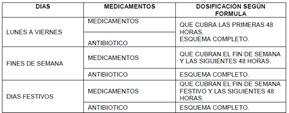 DIAS MEDICAMENTOS DOSIFICACIÓN SEGÚN
FORMULA
LUNES A VIERNES
MEDICAMENTOS
QUE CUBRA LAS PRIMERAS 48
HORAS.
ANTIBIOTICO
ESQUEMA COMPLETO.
FINES DE SEMANA
MEDICAMENTOS
QUE CUBRAN EL FIN DE SEMANA
Y LAS SIGUIENTES 48 HORAS.
ANTIBIOTICO
ESQUEMA COMPLETO.
DIAS FESTIVOS
MEDICAMENTOS
QUE CUBRAN EL FIN DE SEMANA
FESTIVO Y LAS SIGUIENTES 48
HORAS.
ANTIBIOTICO
ESQUEMA COMPLETO.